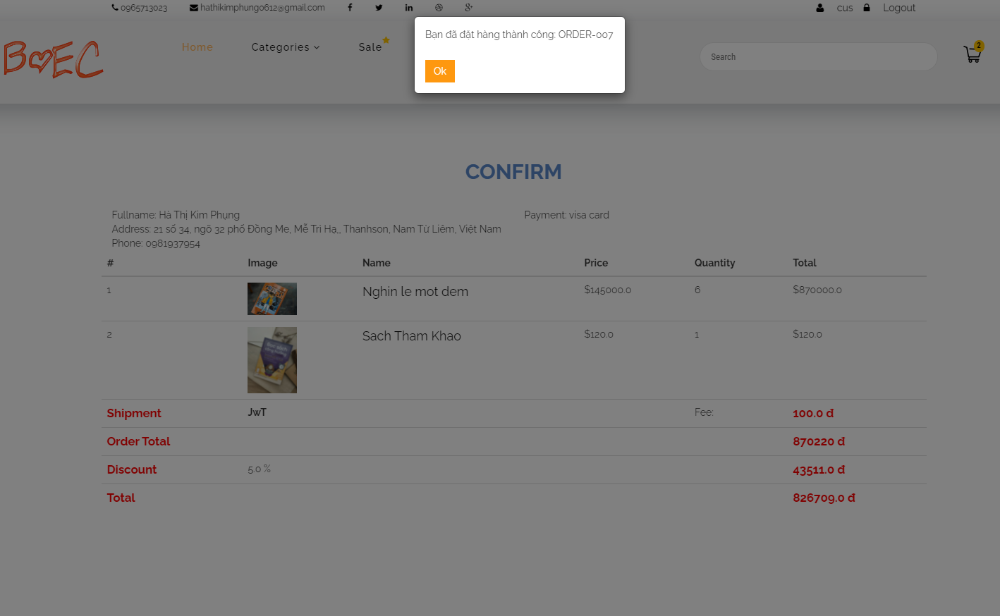 0965713023 hathikimphung0612@gmail.com cus Logout
Bạn đã đặt hàng thành công: ORDER-007
Ok
BEC
Home Categories Sale Search 2
CONFIRM
Fullname: Hà Thị Kim Phụng Payment: visa card
Address: 21 số 34, ngõ 32 phố Đồng Me, Mễ Trì Hạ,, Thanhson, Nam Từ Liêm, Việt Nam
Phone: 0981937954
# Image Name Price Quantity Total
1 Nghin le mot dem $145000.0 6 $870000.0
2 Sach Tham Khao $120.0 1 $120.0
Shipment JwT Fee: 100.0 đ
Order Total 870220 đ
Discount 5.0 % 43511.0 đ
Total 826709.0 đ